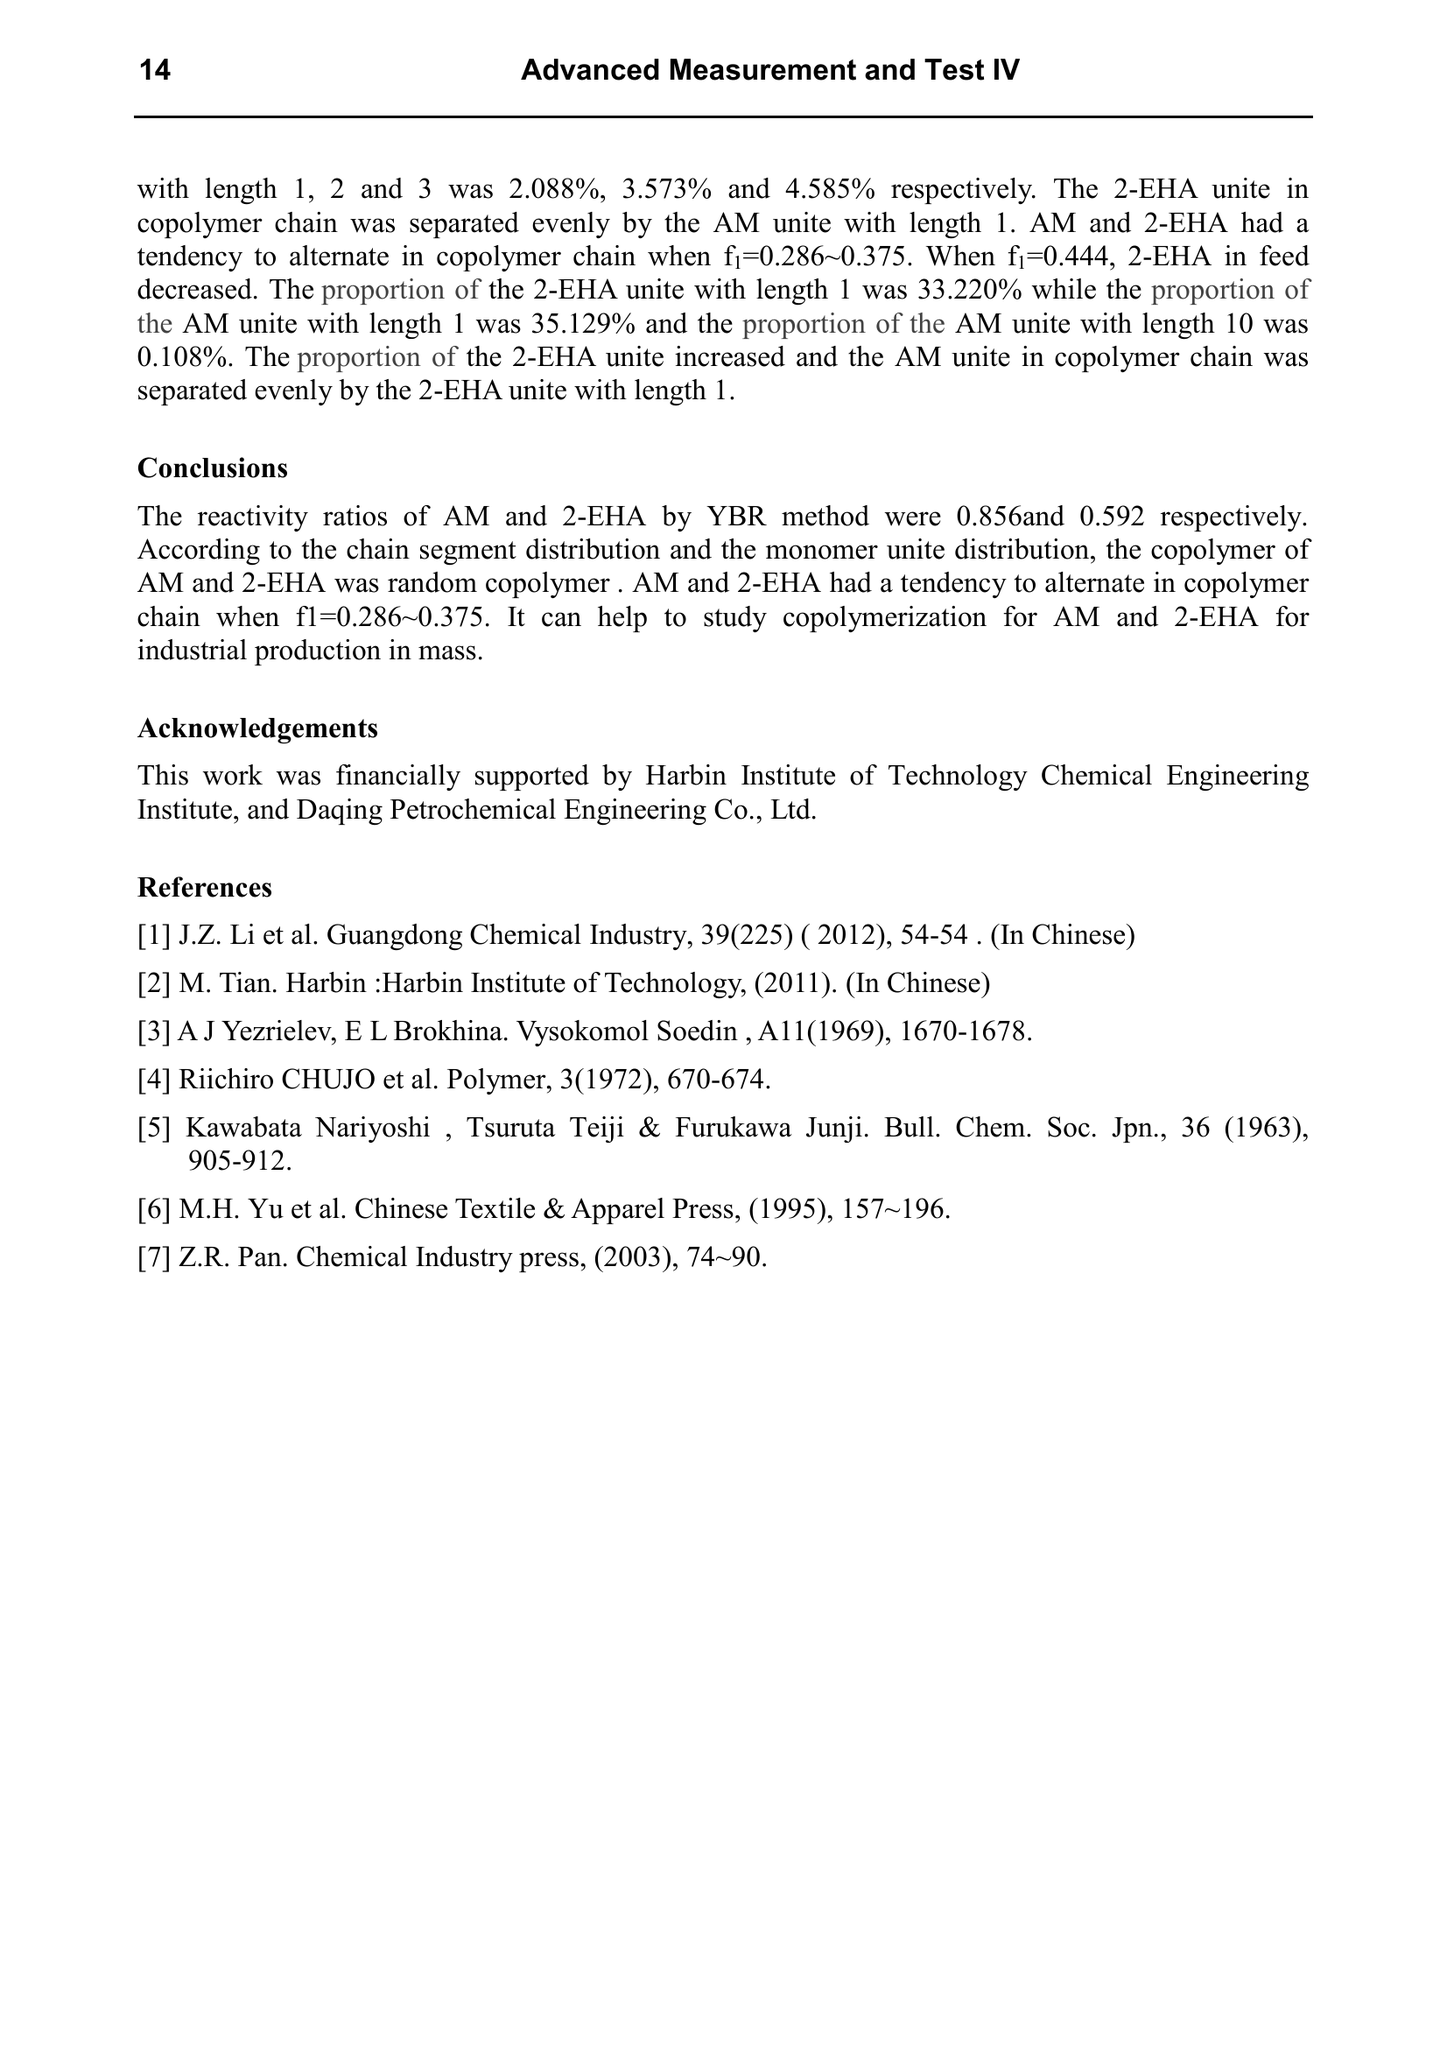 14 Advanced Measurement and Test IV
with length 1, 2 and 3 was 2.088%, 3.573% and 4.585% respectively. The 2-EHA unite in
copolymer chain was separated evenly by the AM unite with length 1. AM and 2-EHA had a
tendency to alternate in copolymer chain when f₁=0.286~0.375. When f₁=0.444, 2-EHA in feed
decreased. The proportion of the 2-EHA unite with length 1 was 33.220% while the proportion of
the AM unite with length 1 was 35.129% and the proportion of the AM unite with length 10 was
0.108%. The proportion of the 2-EHA unite increased and the AM unite in copolymer chain was
separated evenly by the 2-EHA unite with length 1.
Conclusions
The reactivity ratios of AM and 2-EHA by YBR method were 0.856and 0.592 respectively.
According to the chain segment distribution and the monomer unite distribution, the copolymer of
AM and 2-EHA was random copolymer . AM and 2-EHA had a tendency to alternate in copolymer
chain when f1=0.286~0.375. It can help to study copolymerization for AM and 2-EHA for
industrial production in mass.
Acknowledgements
This work was financially supported by Harbin Institute of Technology Chemical Engineering
Institute, and Daqing Petrochemical Engineering Co., Ltd.
References
[1] J.Z. Li et al. Guangdong Chemical Industry, 39(225) ( 2012), 54-54 . (In Chinese)
[2] M. Tian. Harbin :Harbin Institute of Technology, (2011). (In Chinese)
[3] A J Yezrielev, E L Brokhina. Vysokomol Soedin , A11(1969), 1670-1678.
[4] Riichiro CHUJO et al. Polymer, 3(1972), 670-674.
[5] Kawabata Nariyoshi , Tsuruta Teiji & Furukawa Junji. Bull. Chem. Soc. Jpn., 36 (1963),
905-912.
[6] M.H. Yu et al. Chinese Textile & Apparel Press, (1995), 157~196.
[7] Z.R. Pan. Chemical Industry press, (2003), 74~90.